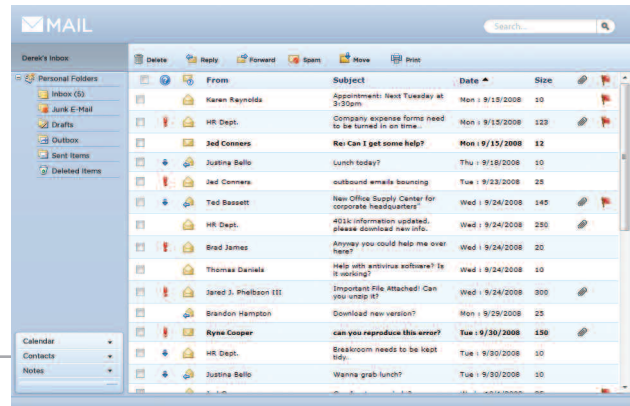 MAIL
Search...
Derek's Inbox
Delete Reply Forward Spam Move Print
Personal Folders
Inbox (5)
Junk E-Mail
Drafts
Outbox
Sent Items
Deleted Items
Calendar
Contacts
Notes
From Subject Date Size
Karen Reynolds Appointment: Next Tuesday at 3:30pm Mon : 9/15/2008 10
HR Dept. Company expense forms need to be turned in on time.. Mon : 9/15/2008 123
Jed Conners Re: Can I get some help? Mon : 9/15/2008 12
Justina Bello Lunch today? Thu : 9/18/2008 10
Jed Conners outbound emails bouncing Tue : 9/23/2008 25
Ted Bassett New Office Supply Center for corporate headquarters" Wed : 9/24/2008 145
HR Dept. 401k information updated, please download new info. Wed : 9/24/2008 250
Brad James Anyway you could help me over here? Wed : 9/24/2008 20
Thomas Daniels Help with antivirus software? Is it working? Wed : 9/24/2008 10
Jared J. Phelbson III Important File Attached! Can you unzip it? Wed : 9/24/2008 300
Brandon Hampton Download new version? Mon : 9/29/2008 25
Ryne Cooper can you reproduce this error? Tue : 9/30/2008 150
HR Dept. Breakroom needs to be kept tidy.. Tue : 9/30/2008 10
Justina Bello Wanna grab lunch? Tue : 9/30/2008 10